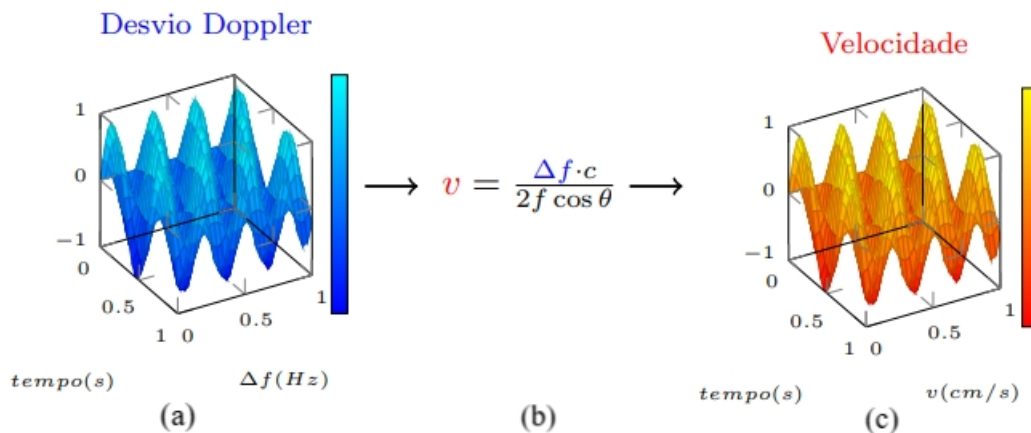 Desvio Doppler
1
0
−1
0
0.5
1
0
0.5
1
tempo(s)
Δf(Hz)
(a)
v = Δf·c / 2f cos θ
(b)
Velocidade
1
0
−1
0
0.5
1
0
0.5
1
tempo(s)
v(cm/s)
(c)